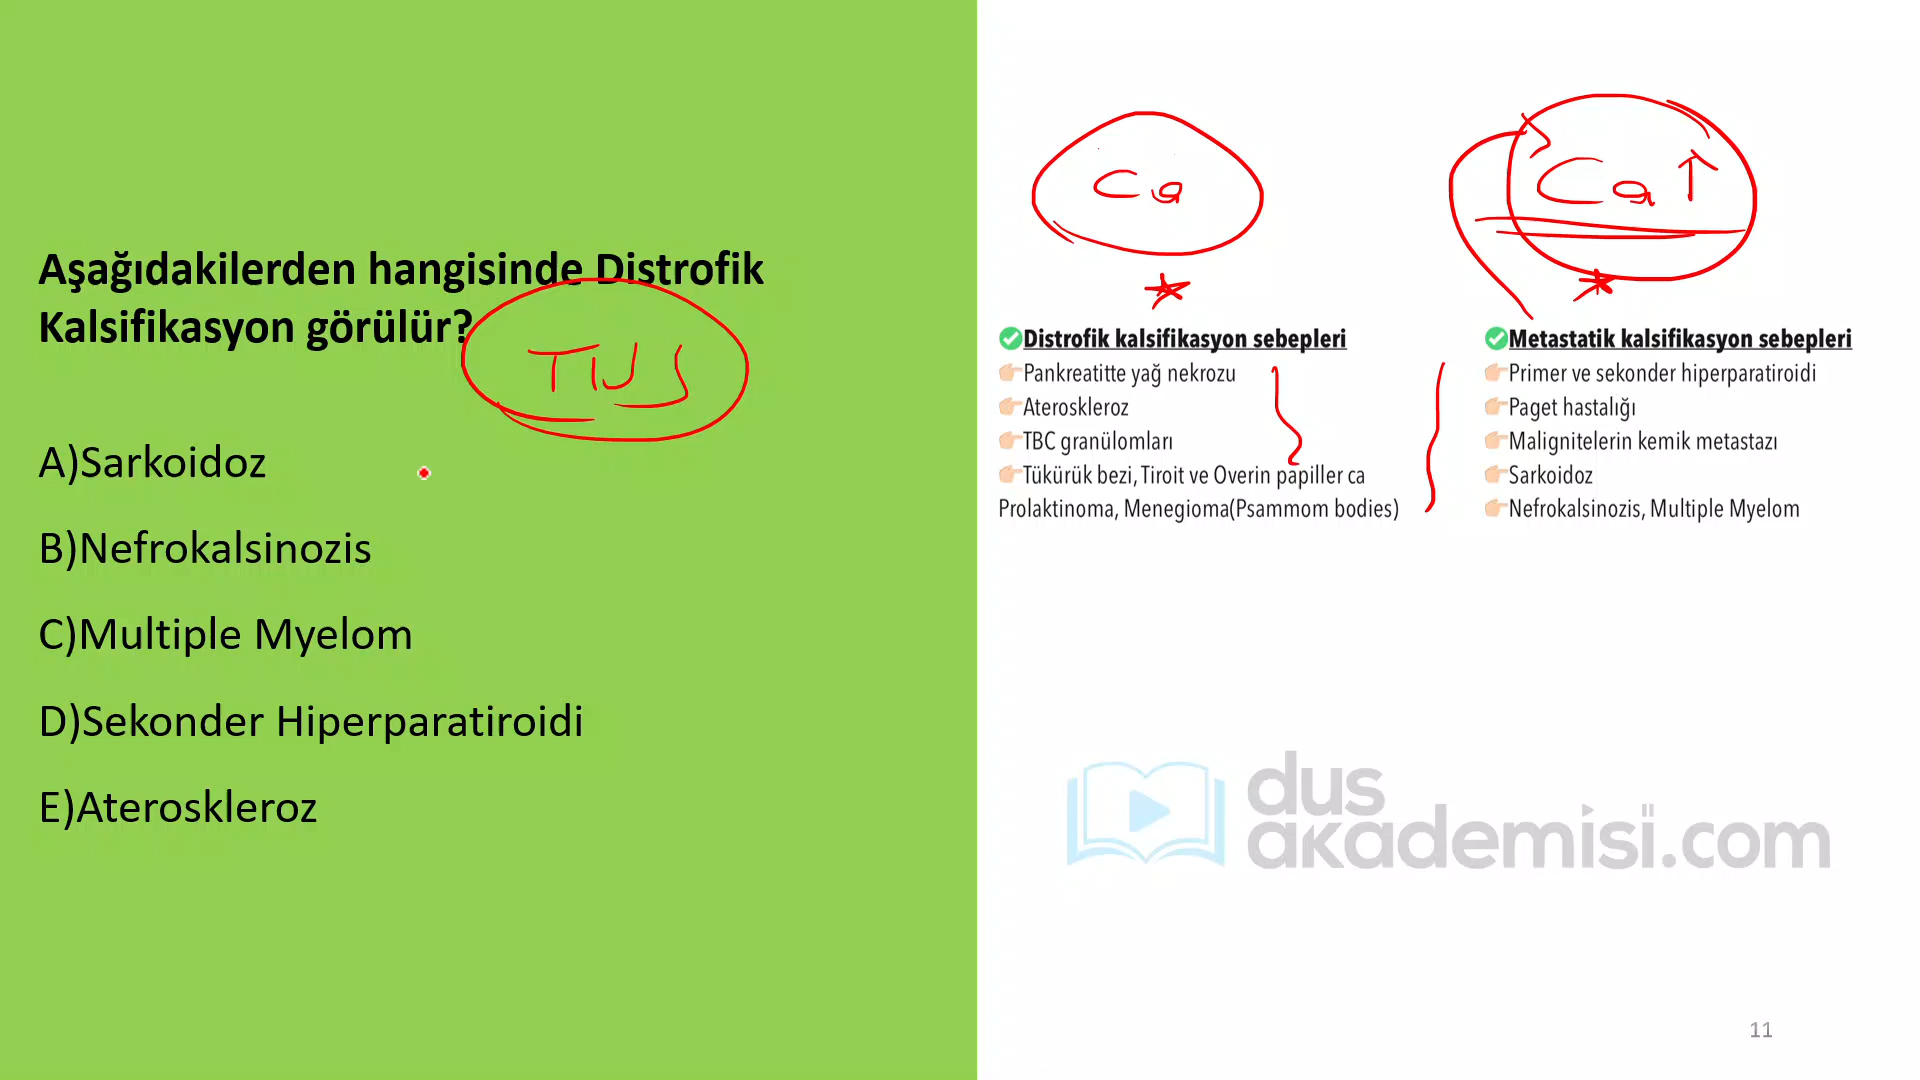 Aşağıdakilerden hangisinde Distrofik
Kalsifikasyon görülür?
TUS
A)Sarkoidoz
B)Nefrokalsinozis
C)Multiple Myelom
D)Sekonder Hiperparatiroidi
E)Ateroskleroz
Ca
Ca↑
Distrofik kalsifikasyon sebepleri
Pankreatitte yağ nekrozu
Ateroskleroz
TBC granülomları
Tükürük bezi, Tiroit ve Overin papiller ca
Prolaktinoma, Menegioma(Psammom bodies)
Metastatik kalsifikasyon sebepleri
Primer ve sekonder hiperparatiroidi
Paget hastalığı
Malignitelerin kemik metastazı
Sarkoidoz
Nefrokalsinozis, Multiple Myelom
dus
akademisi.com
11